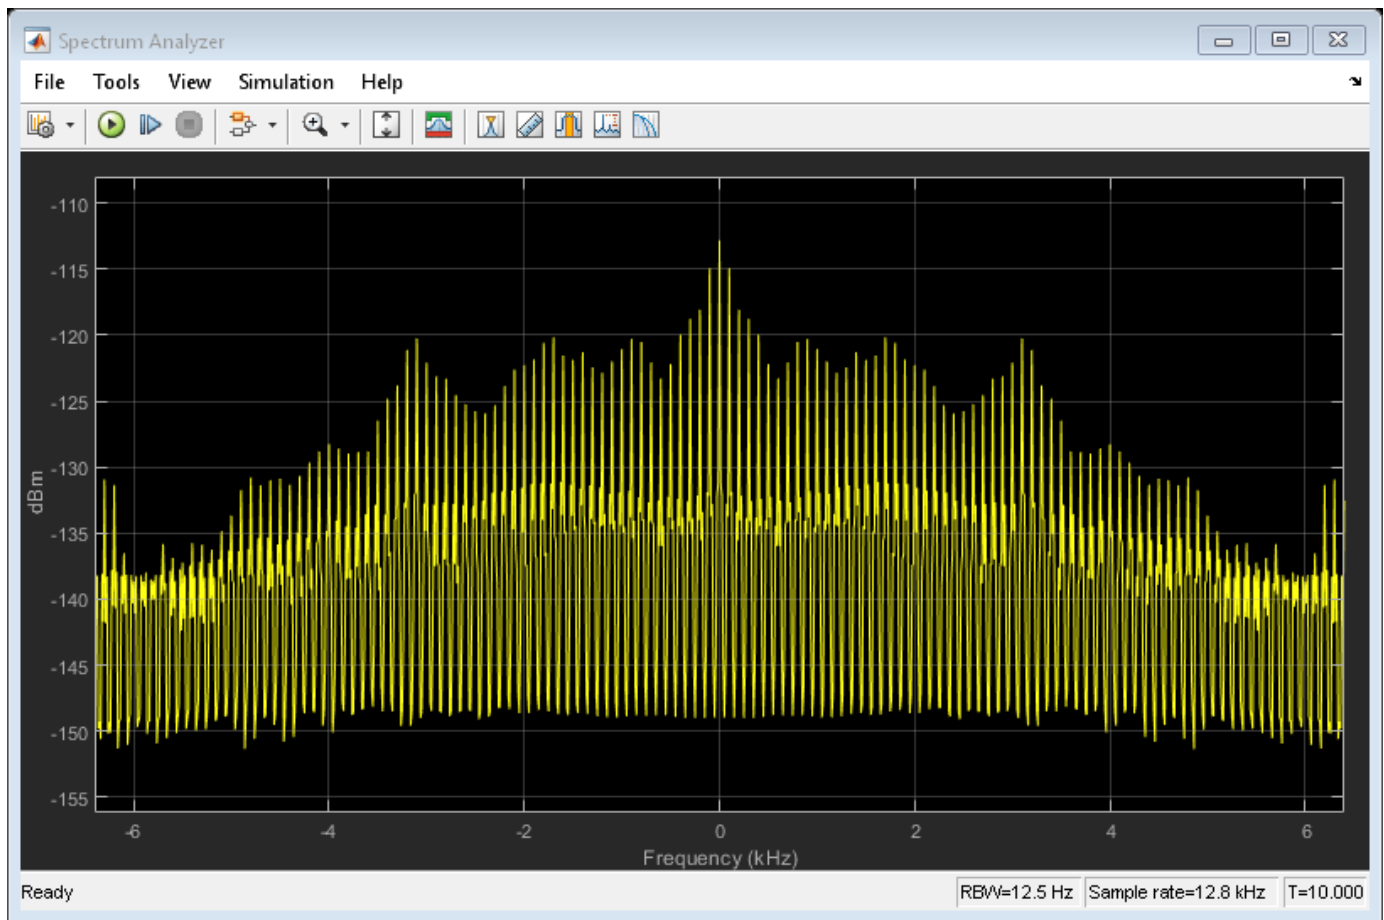 Spectrum Analyzer
File Tools View Simulation Help
-110
-115
-120
-125
-130
-135
-140
-145
-150
-155
dBm
-6 -4 -2 0 2 4 6
Frequency (kHz)
Ready RBW=12.5 Hz Sample rate=12.8 kHz T=10.000